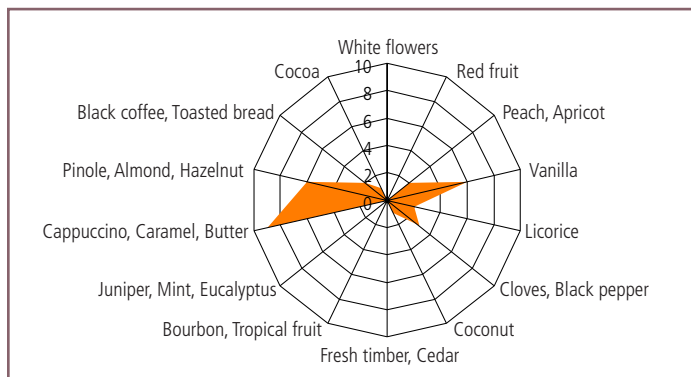 White flowers
10
Cocoa
Red fruit
8
Black coffee, Toasted bread
Peach, Apricot
6
4
Pinole, Almond, Hazelnut
Vanilla
2
0
Cappuccino, Caramel, Butter
Licorice
Juniper, Mint, Eucalyptus
Cloves, Black pepper
Bourbon, Tropical fruit
Coconut
Fresh timber, Cedar